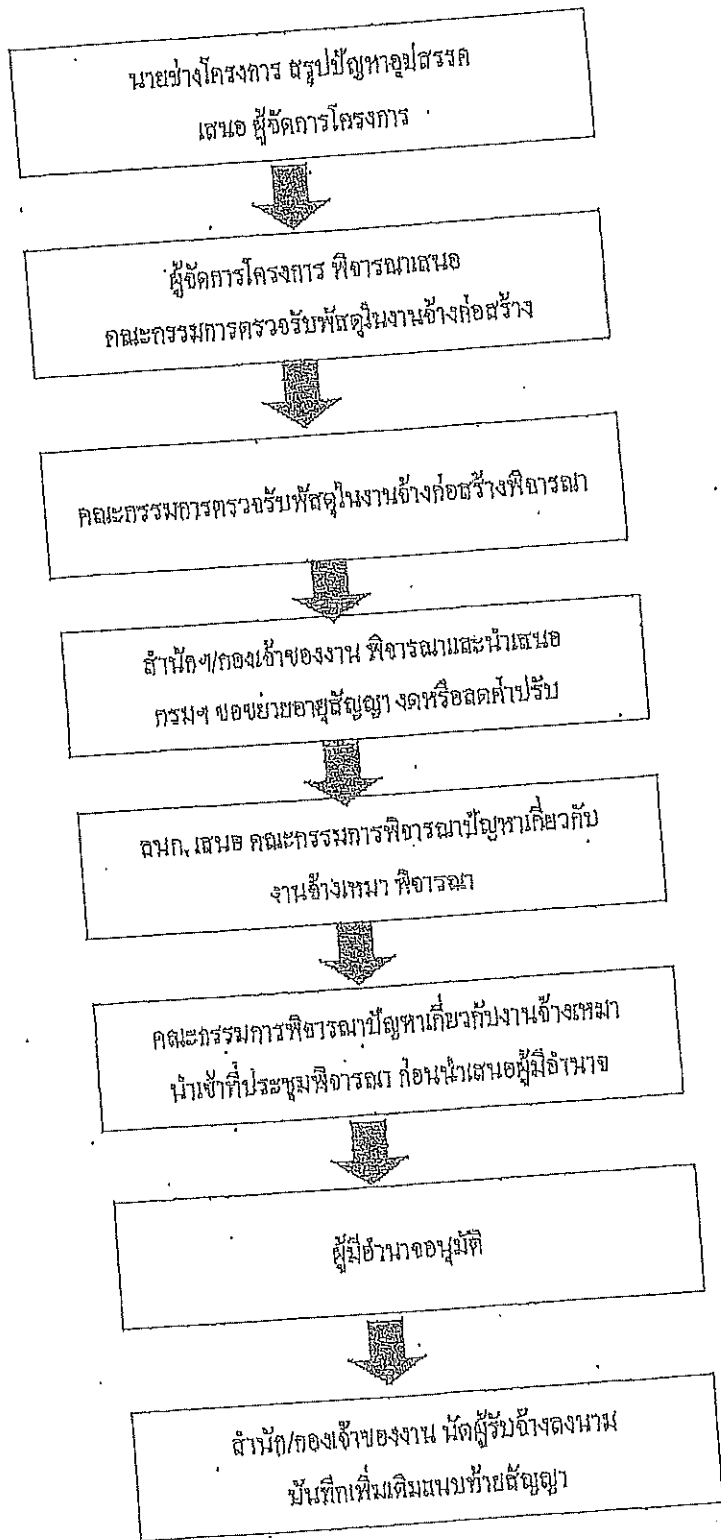 นายช่างโครงการ สรุปปัญหาอุปสรรค
เสนอ ผู้จัดการโครงการ
ผู้จัดการโครงการ พิจารณาเสนอ
คณะกรรมการตรวจรับพัสดุในงานจ้างก่อสร้าง
คณะกรรมการตรวจรับพัสดุในงานจ้างก่อสร้างพิจารณา
สำนักฯ/กองเจ้าของงาน พิจารณาและนำเสนอ
กรมฯ ขอขยายอายุสัญญา งดหรือลดค่าปรับ
ลนก. เสนอ คณะกรรมการพิจารณาปัญหาเกี่ยวกับ
งานจ้างเหมา พิจารณา
คณะกรรมการพิจารณาปัญหาเกี่ยวกับงานจ้างเหมา
นำเข้าที่ประชุมพิจารณา ก่อนนำเสนอผู้มีอำนาจ
ผู้มีอำนาจอนุมัติ
สำนัก/กองเจ้าของงาน นัดผู้รับจ้างลงนาม
บันทึกเพิ่มเติมแนบท้ายสัญญา